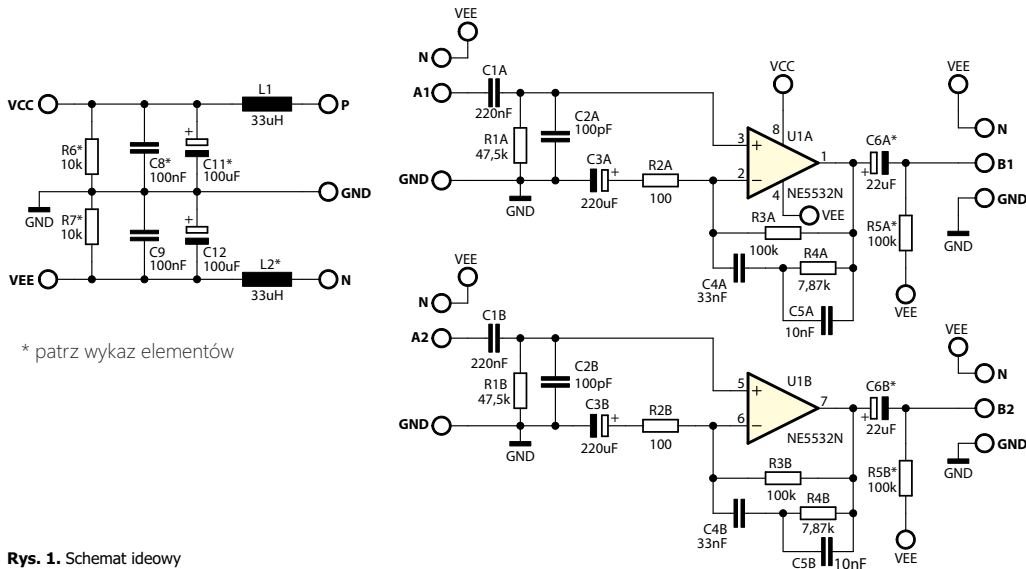 VCC
L1
33uH
P
R6*
10k
C8*
100nF
+
C11*
100uF
GND
GND
R7*
10k
C9
100nF
+
C12
100uF
VEE
L2*
33uH
N
* patrz wykaz elementów
VEE
N
C1A
A1
220nF
R1A
47,5k
C2A
100pF
C3A
+
220uF
R2A
100
GND
GND
VCC
8
U1A
3
+
2
−
1
4
NE5532N
VEE
R3A
100k
C4A
33nF
R4A
7,87k
C5A
10nF
C6A*
+
22uF
R5A*
100k
VEE
VEE
N
B1
GND
GND
VEE
N
C1B
A2
220nF
R1B
47,5k
C2B
100pF
C3B
+
220uF
R2B
100
GND
GND
U1B
5
+
6
−
7
NE5532N
R3B
100k
C4B
33nF
R4B
7,87k
C5B
10nF
C6B*
+
22uF
R5B*
100k
VEE
VEE
N
B2
GND
GND
Rys. 1. Schemat ideowy